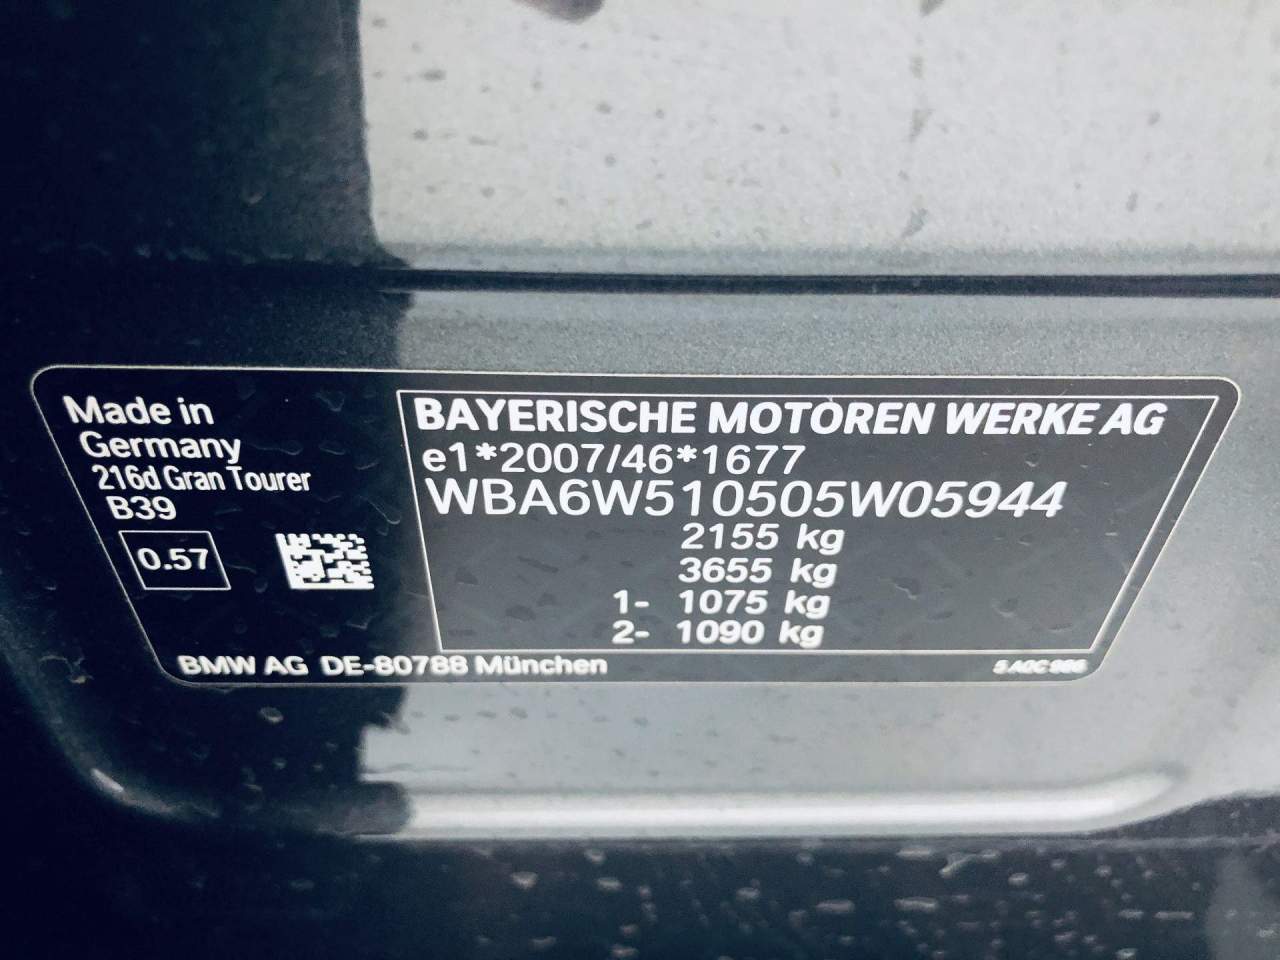 Made in
Germany
216d Gran Tourer
B39
0.57
BAYERISCHE MOTOREN WERKE AG
e1*2007/46*1677
WBA6W510505W05944
2155 kg
3655 kg
1- 1075 kg
2- 1090 kg
BMW AG DE-80788 München